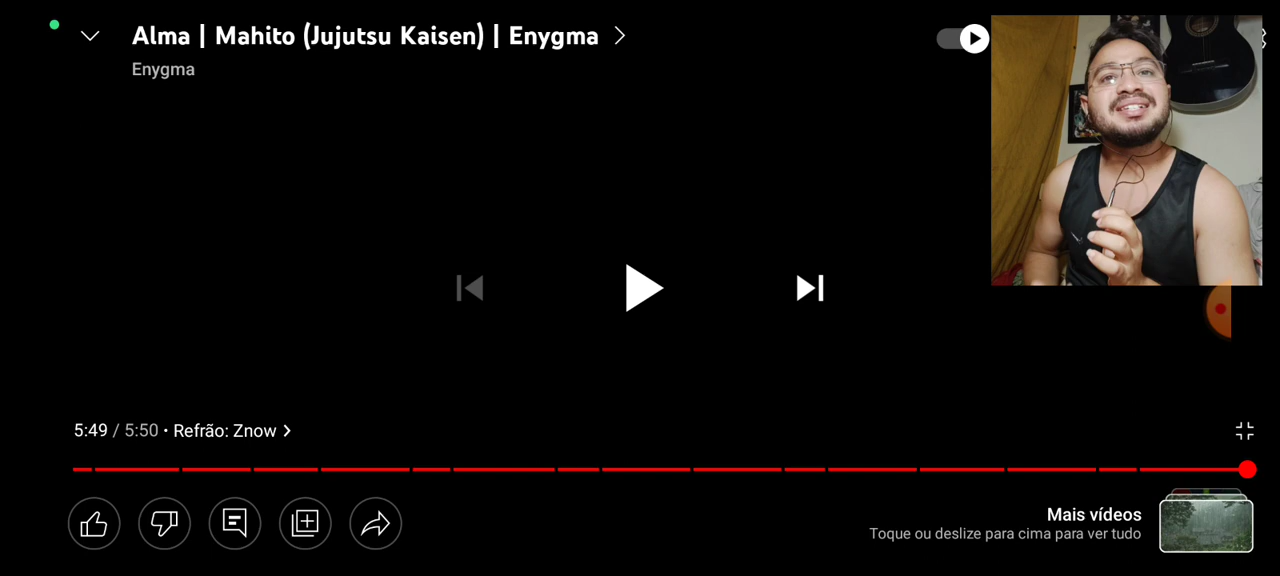 Alma | Mahito (Jujutsu Kaisen) | Enygma
Enygma
5:49 / 5:50 • Refrão: Znow
Mais vídeos
Toque ou deslize para cima para ver tudo